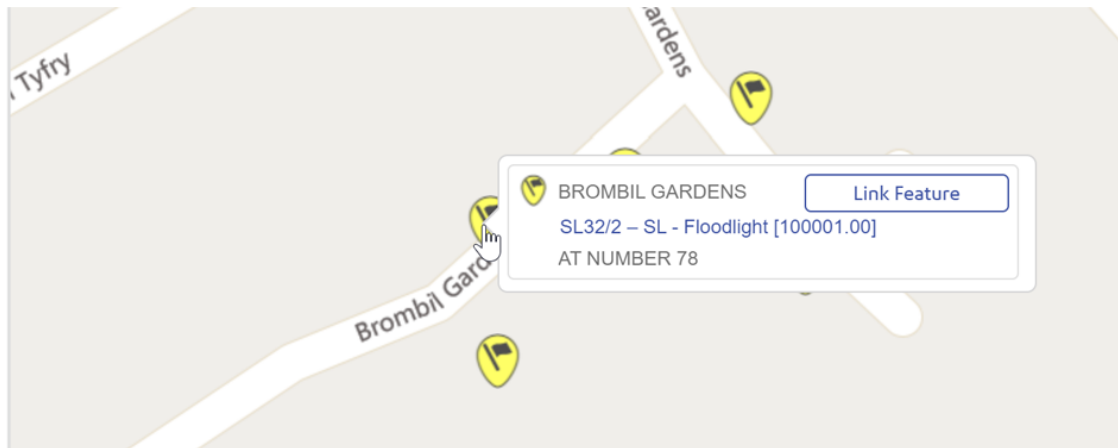 Tyfry
ardens
BROMBIL GARDENS
Link Feature
SL32/2 – SL - Floodlight [100001.00]
AT NUMBER 78
Brombil Gard